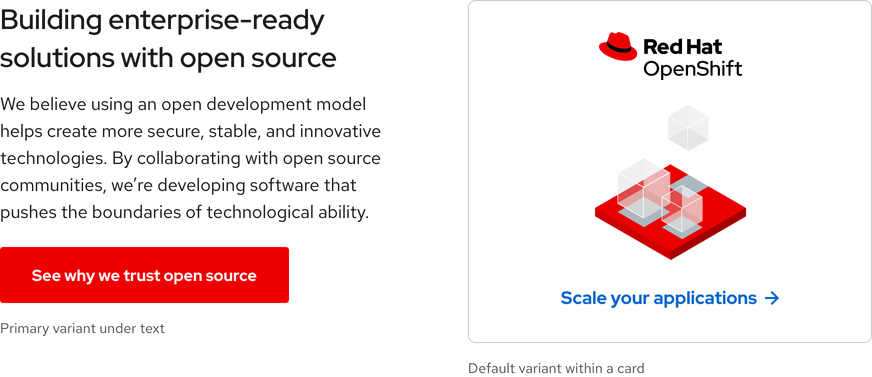 Building enterprise-ready
solutions with open source
We believe using an open development model
helps create more secure, stable, and innovative
technologies. By collaborating with open source
communities, we’re developing software that
pushes the boundaries of technological ability.
See why we trust open source
Primary variant under text
Red Hat
OpenShift
Scale your applications →
Default variant within a card